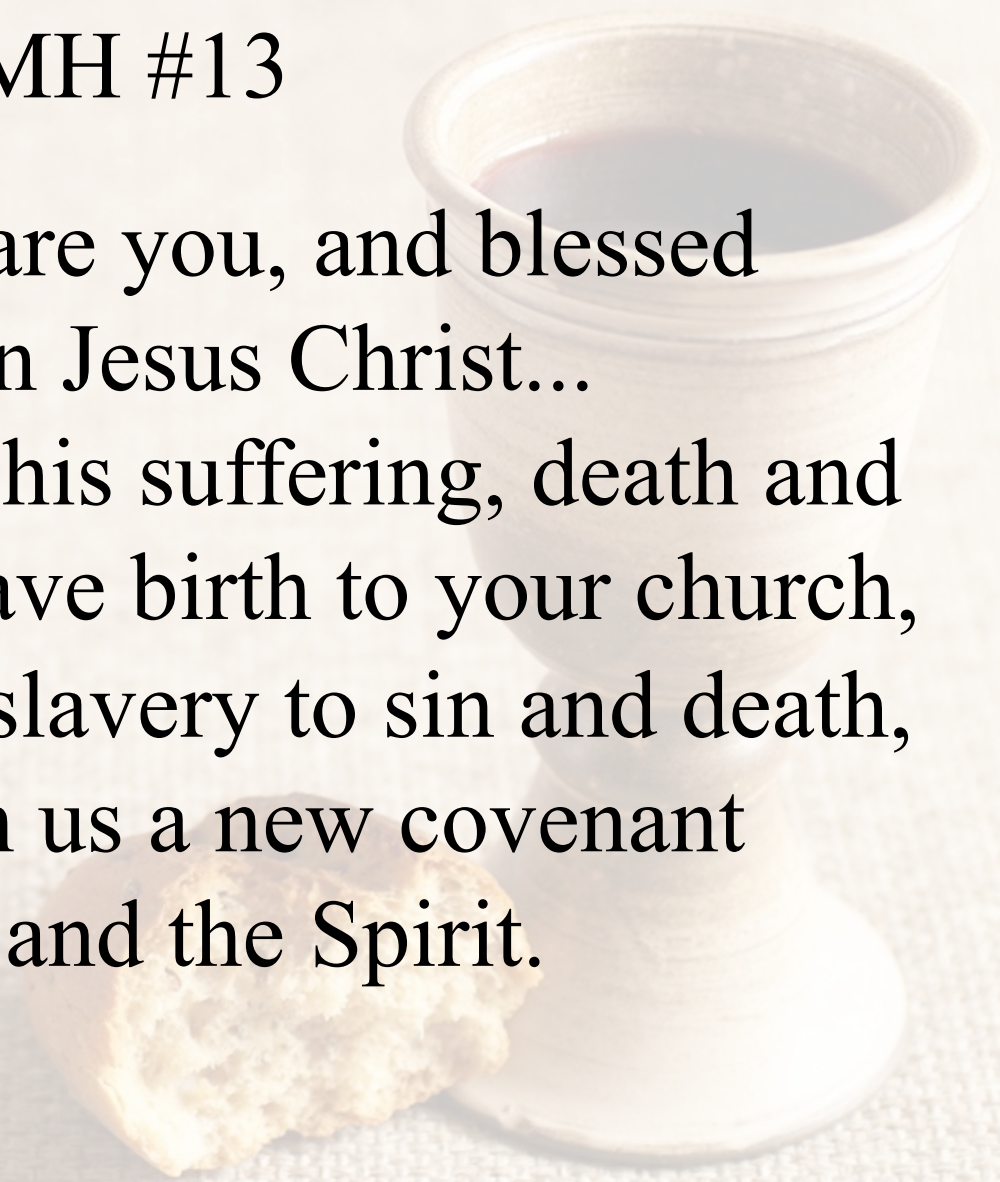 MH #13
are you, and blessed
n Jesus Christ...
his suffering, death and
ave birth to your church,
slavery to sin and death,
us a new covenant
and the Spirit.